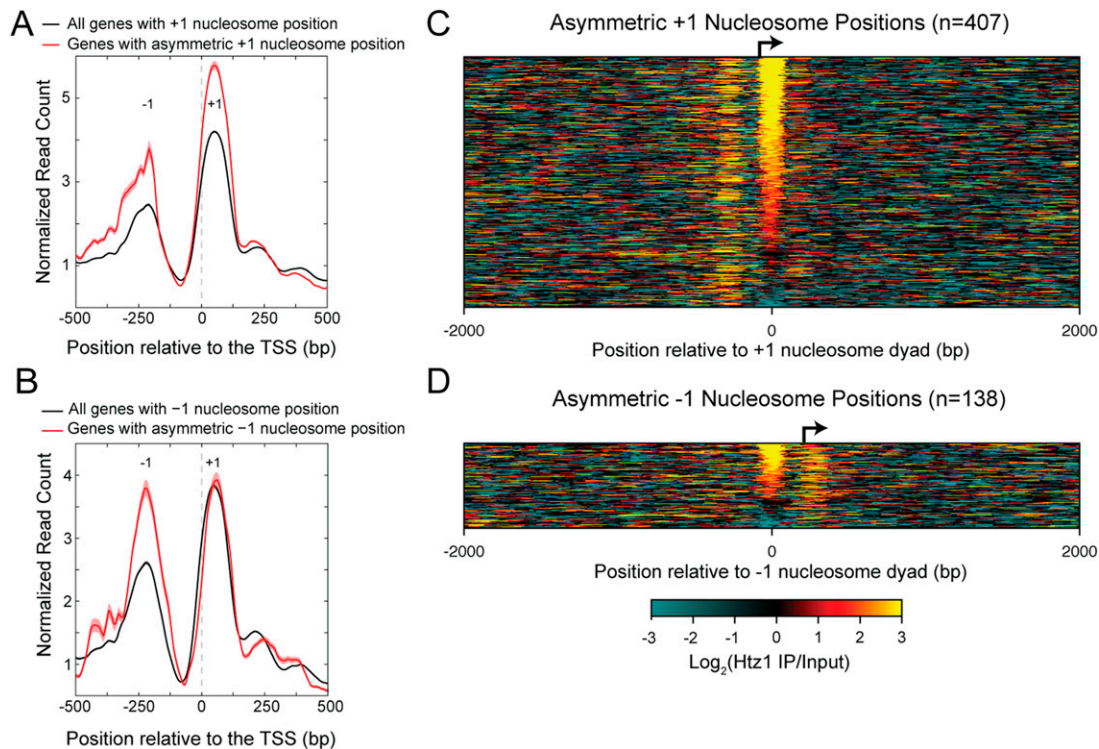 A
All genes with +1 nucleosome position
Genes with asymmetric +1 nucleosome position
-1
+1
5
3
1
Normalized Read Count
-500
-250
0
250
500
Position relative to the TSS (bp)
B
All genes with −1 nucleosome position
Genes with asymmetric −1 nucleosome position
-1
+1
4
3
2
1
Normalized Read Count
-500
-250
0
250
500
Position relative to the TSS (bp)
C
Asymmetric +1 Nucleosome Positions (n=407)
-2000
0
2000
Position relative to +1 nucleosome dyad (bp)
D
Asymmetric -1 Nucleosome Positions (n=138)
-2000
0
2000
Position relative to -1 nucleosome dyad (bp)
-3
-2
-1
0
1
2
3
Log2(Htz1 IP/Input)